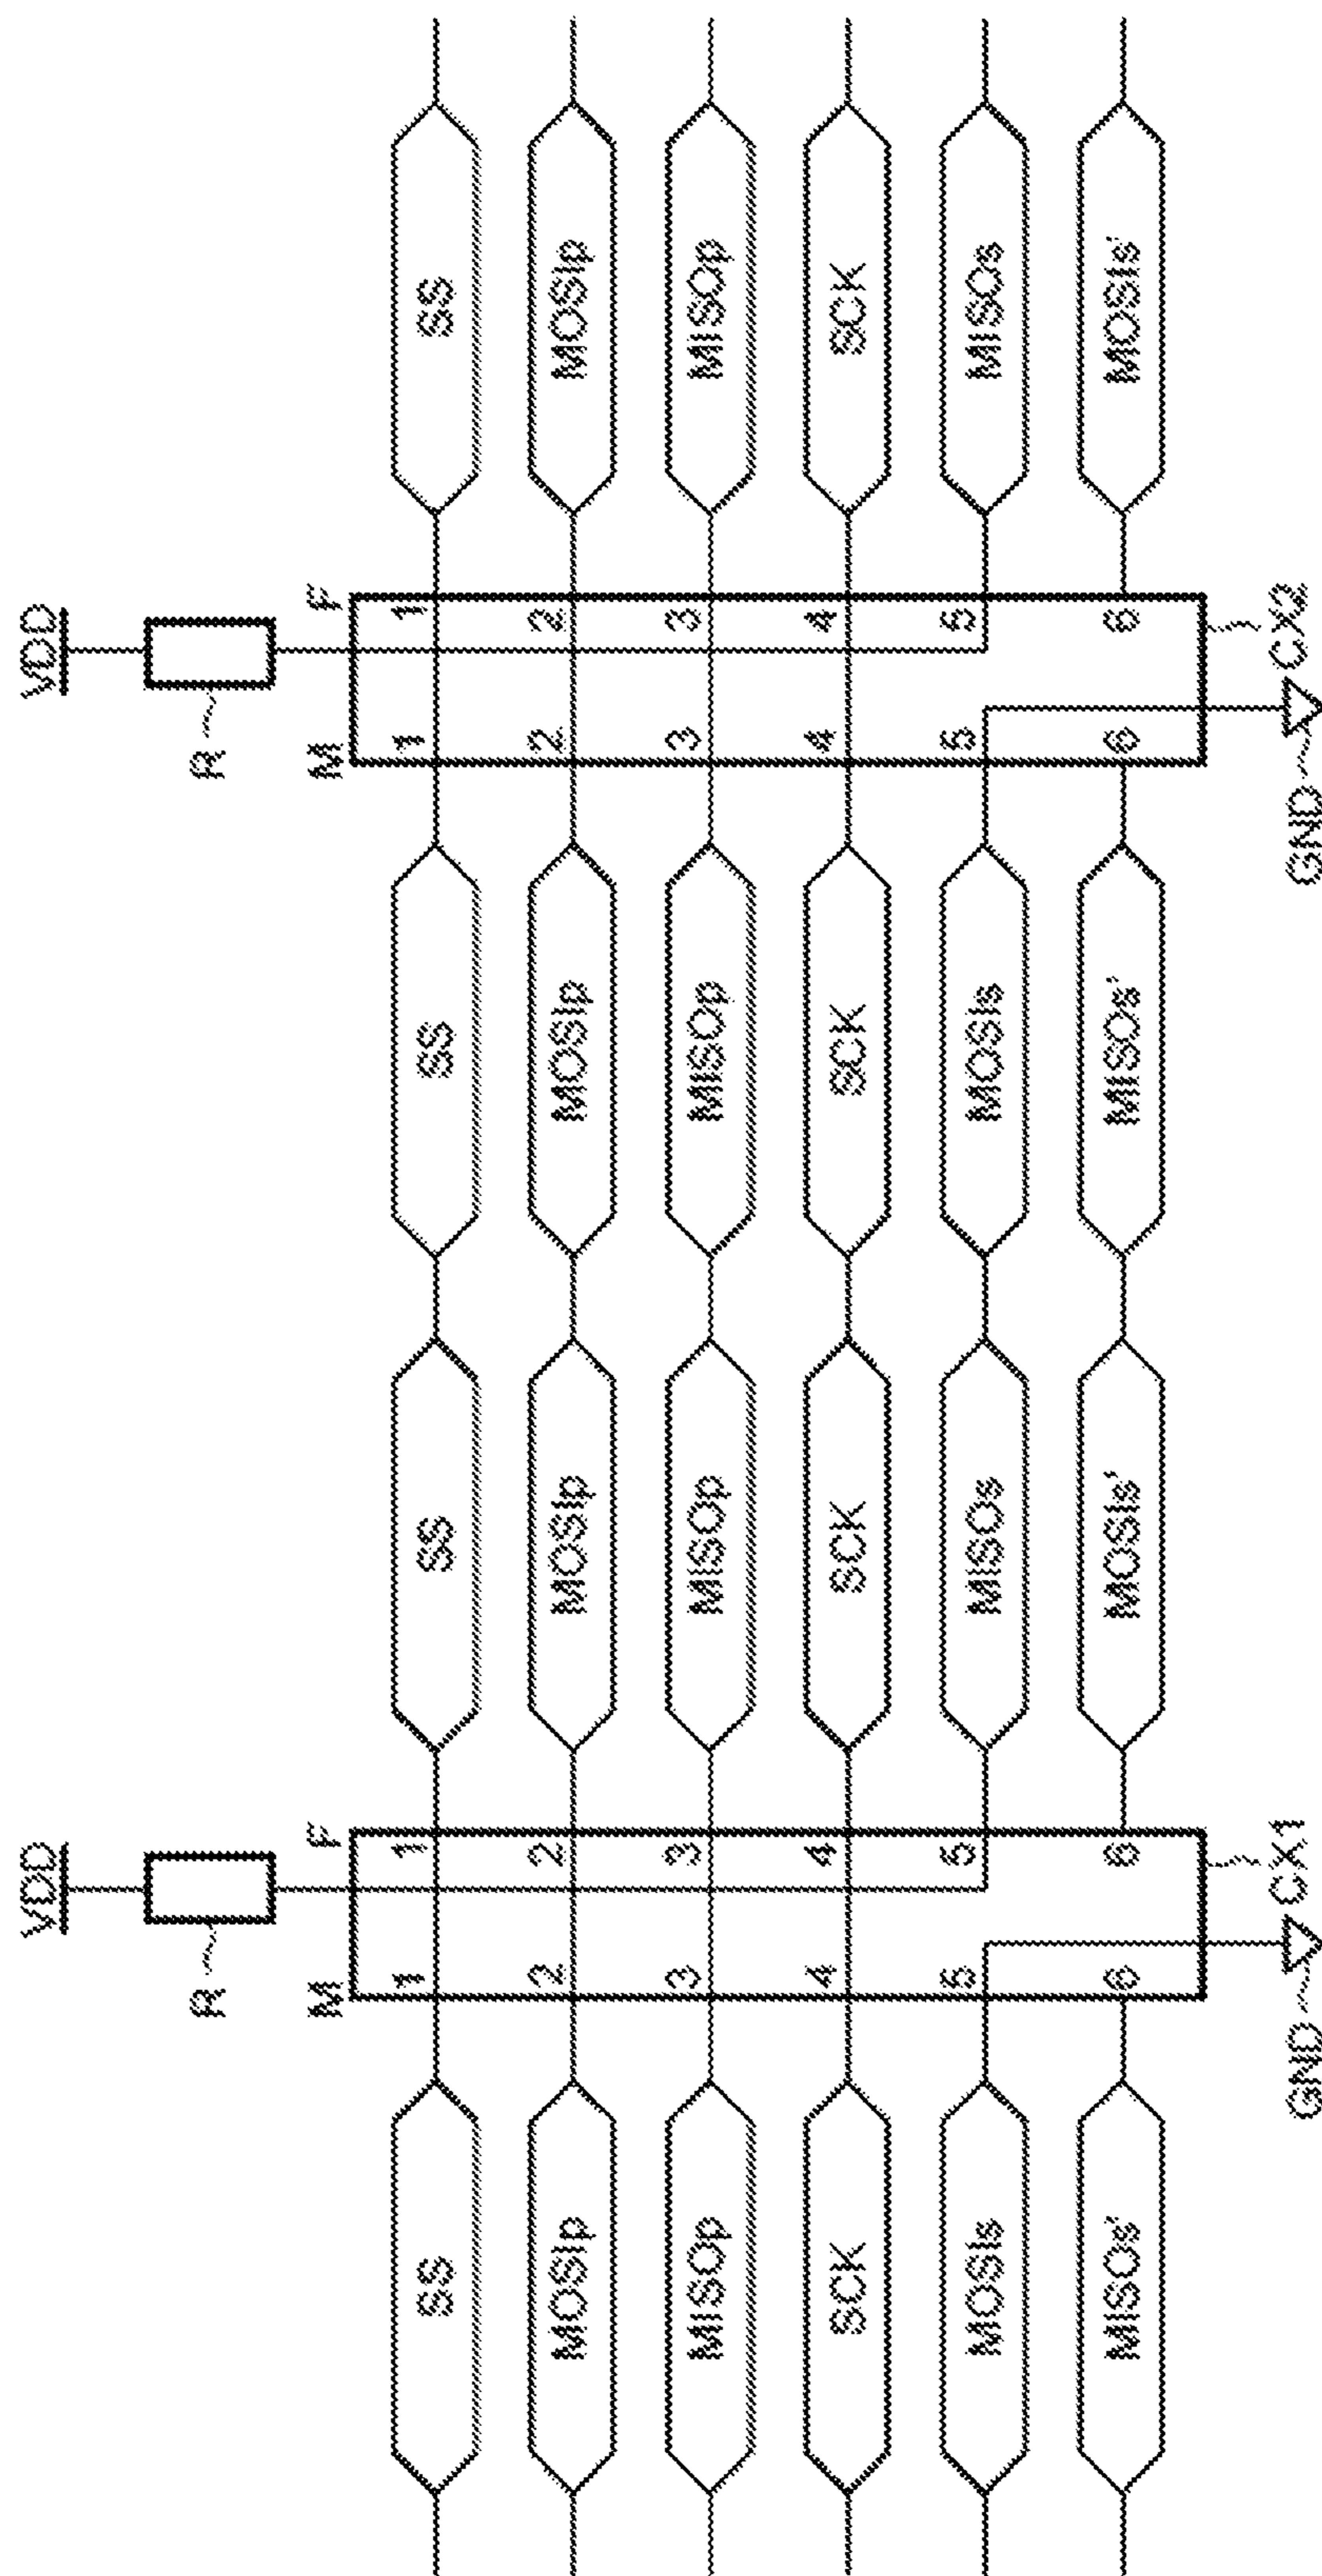 VDD VDD
R R
M F M F
1 1 1 1
SS SS SS SS
2 2 2 2
MOSIp MOSIp MOSIp MOSIp
3 3 3 3
MISOp MISOp MISOp MISOp
4 4 4 4
SCK SCK SCK SCK
5 5 5 5
MOSIs MISOs MOSIs MISOs
6 6 6 6
MISOs' MOSIs' MISOs' MOSIs'
CX1 CX2
GND GND